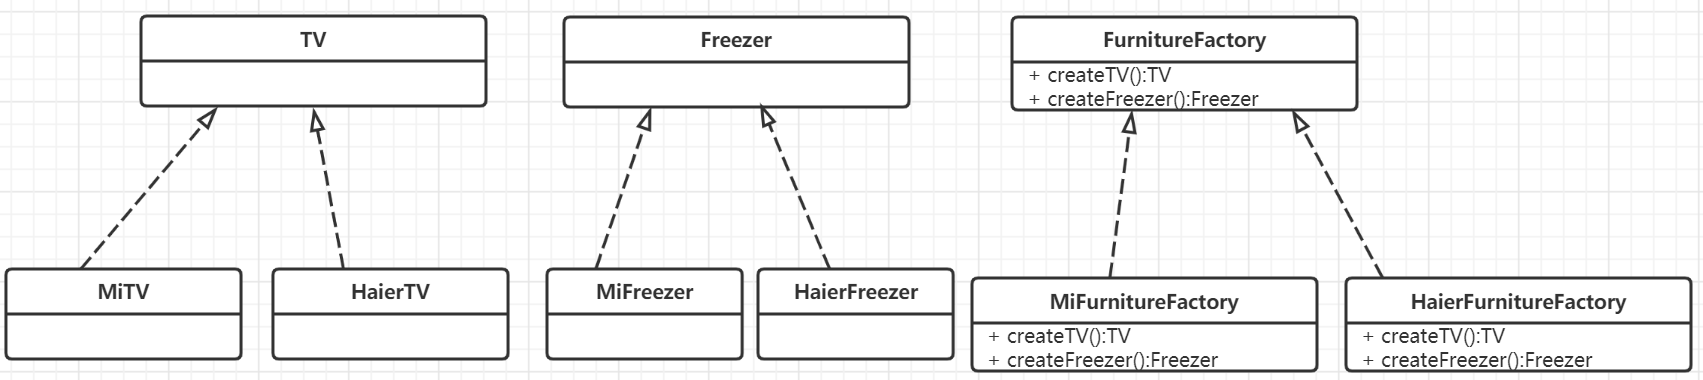 TV
Freezer
FurnitureFactory
+ createTV():TV
+ createFreezer():Freezer
MiTV
HaierTV
MiFreezer
HaierFreezer
MiFurnitureFactory
+ createTV():TV
+ createFreezer():Freezer
HaierFurnitureFactory
+ createTV():TV
+ createFreezer():Freezer